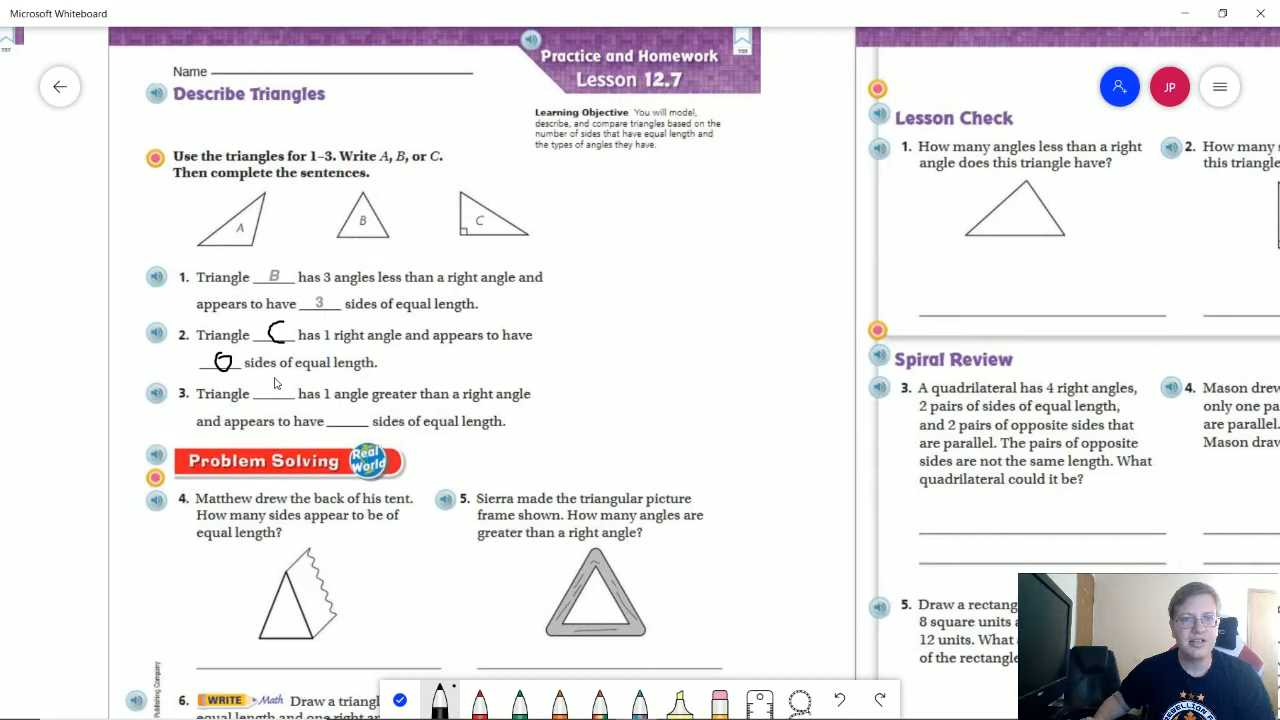 Microsoft Whiteboard
Practice and Homework
Lesson 12.7
Name
Describe Triangles
Learning Objective You will model,
describe, and compare triangles based on the
number of sides that have equal length and
the types of angles they have.
Use the triangles for 1–3. Write A, B, or C.
Then complete the sentences.
A
B
C
1. Triangle B has 3 angles less than a right angle and
appears to have 3 sides of equal length.
2. Triangle C has 1 right angle and appears to have
0 sides of equal length.
3. Triangle ______ has 1 angle greater than a right angle
and appears to have ______ sides of equal length.
Problem Solving Real World
4. Matthew drew the back of his tent.
How many sides appear to be of
equal length?
5. Sierra made the triangular picture
frame shown. How many angles are
greater than a right angle?
6. WRITE Math Draw a triangl
equal length and one right an
Publishing Company
JP
Lesson Check
1. How many angles less than a right
angle does this triangle have?
2. How many s
this triangle
Spiral Review
3. A quadrilateral has 4 right angles,
2 pairs of sides of equal length,
and 2 pairs of opposite sides that
are parallel. The pairs of opposite
sides are not the same length. What
quadrilateral could it be?
4. Mason drew
only one pa
are parallel.
Mason draw
5. Draw a rectang
8 square units a
12 units. What
of the rectangle